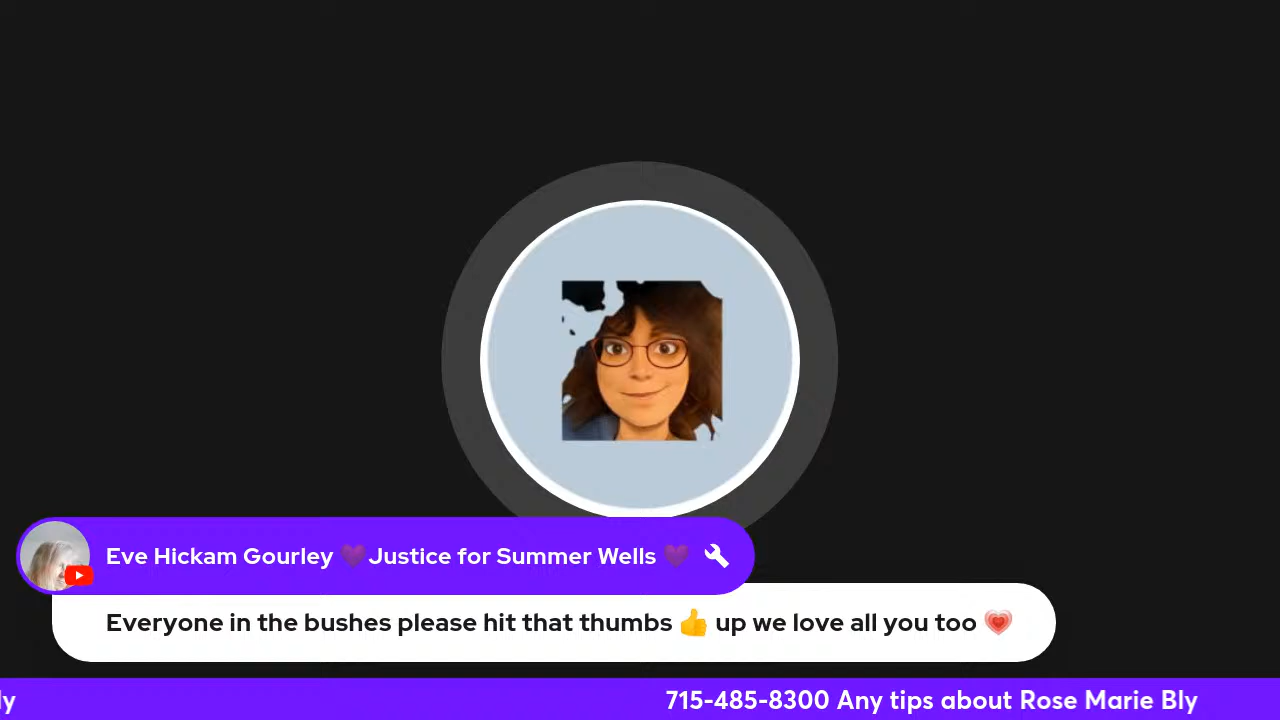 Eve Hickam Gourley 💜Justice for Summer Wells 💜
Everyone in the bushes please hit that thumbs 👍 up we love all you too 💗
ly 715-485-8300 Any tips about Rose Marie Bly